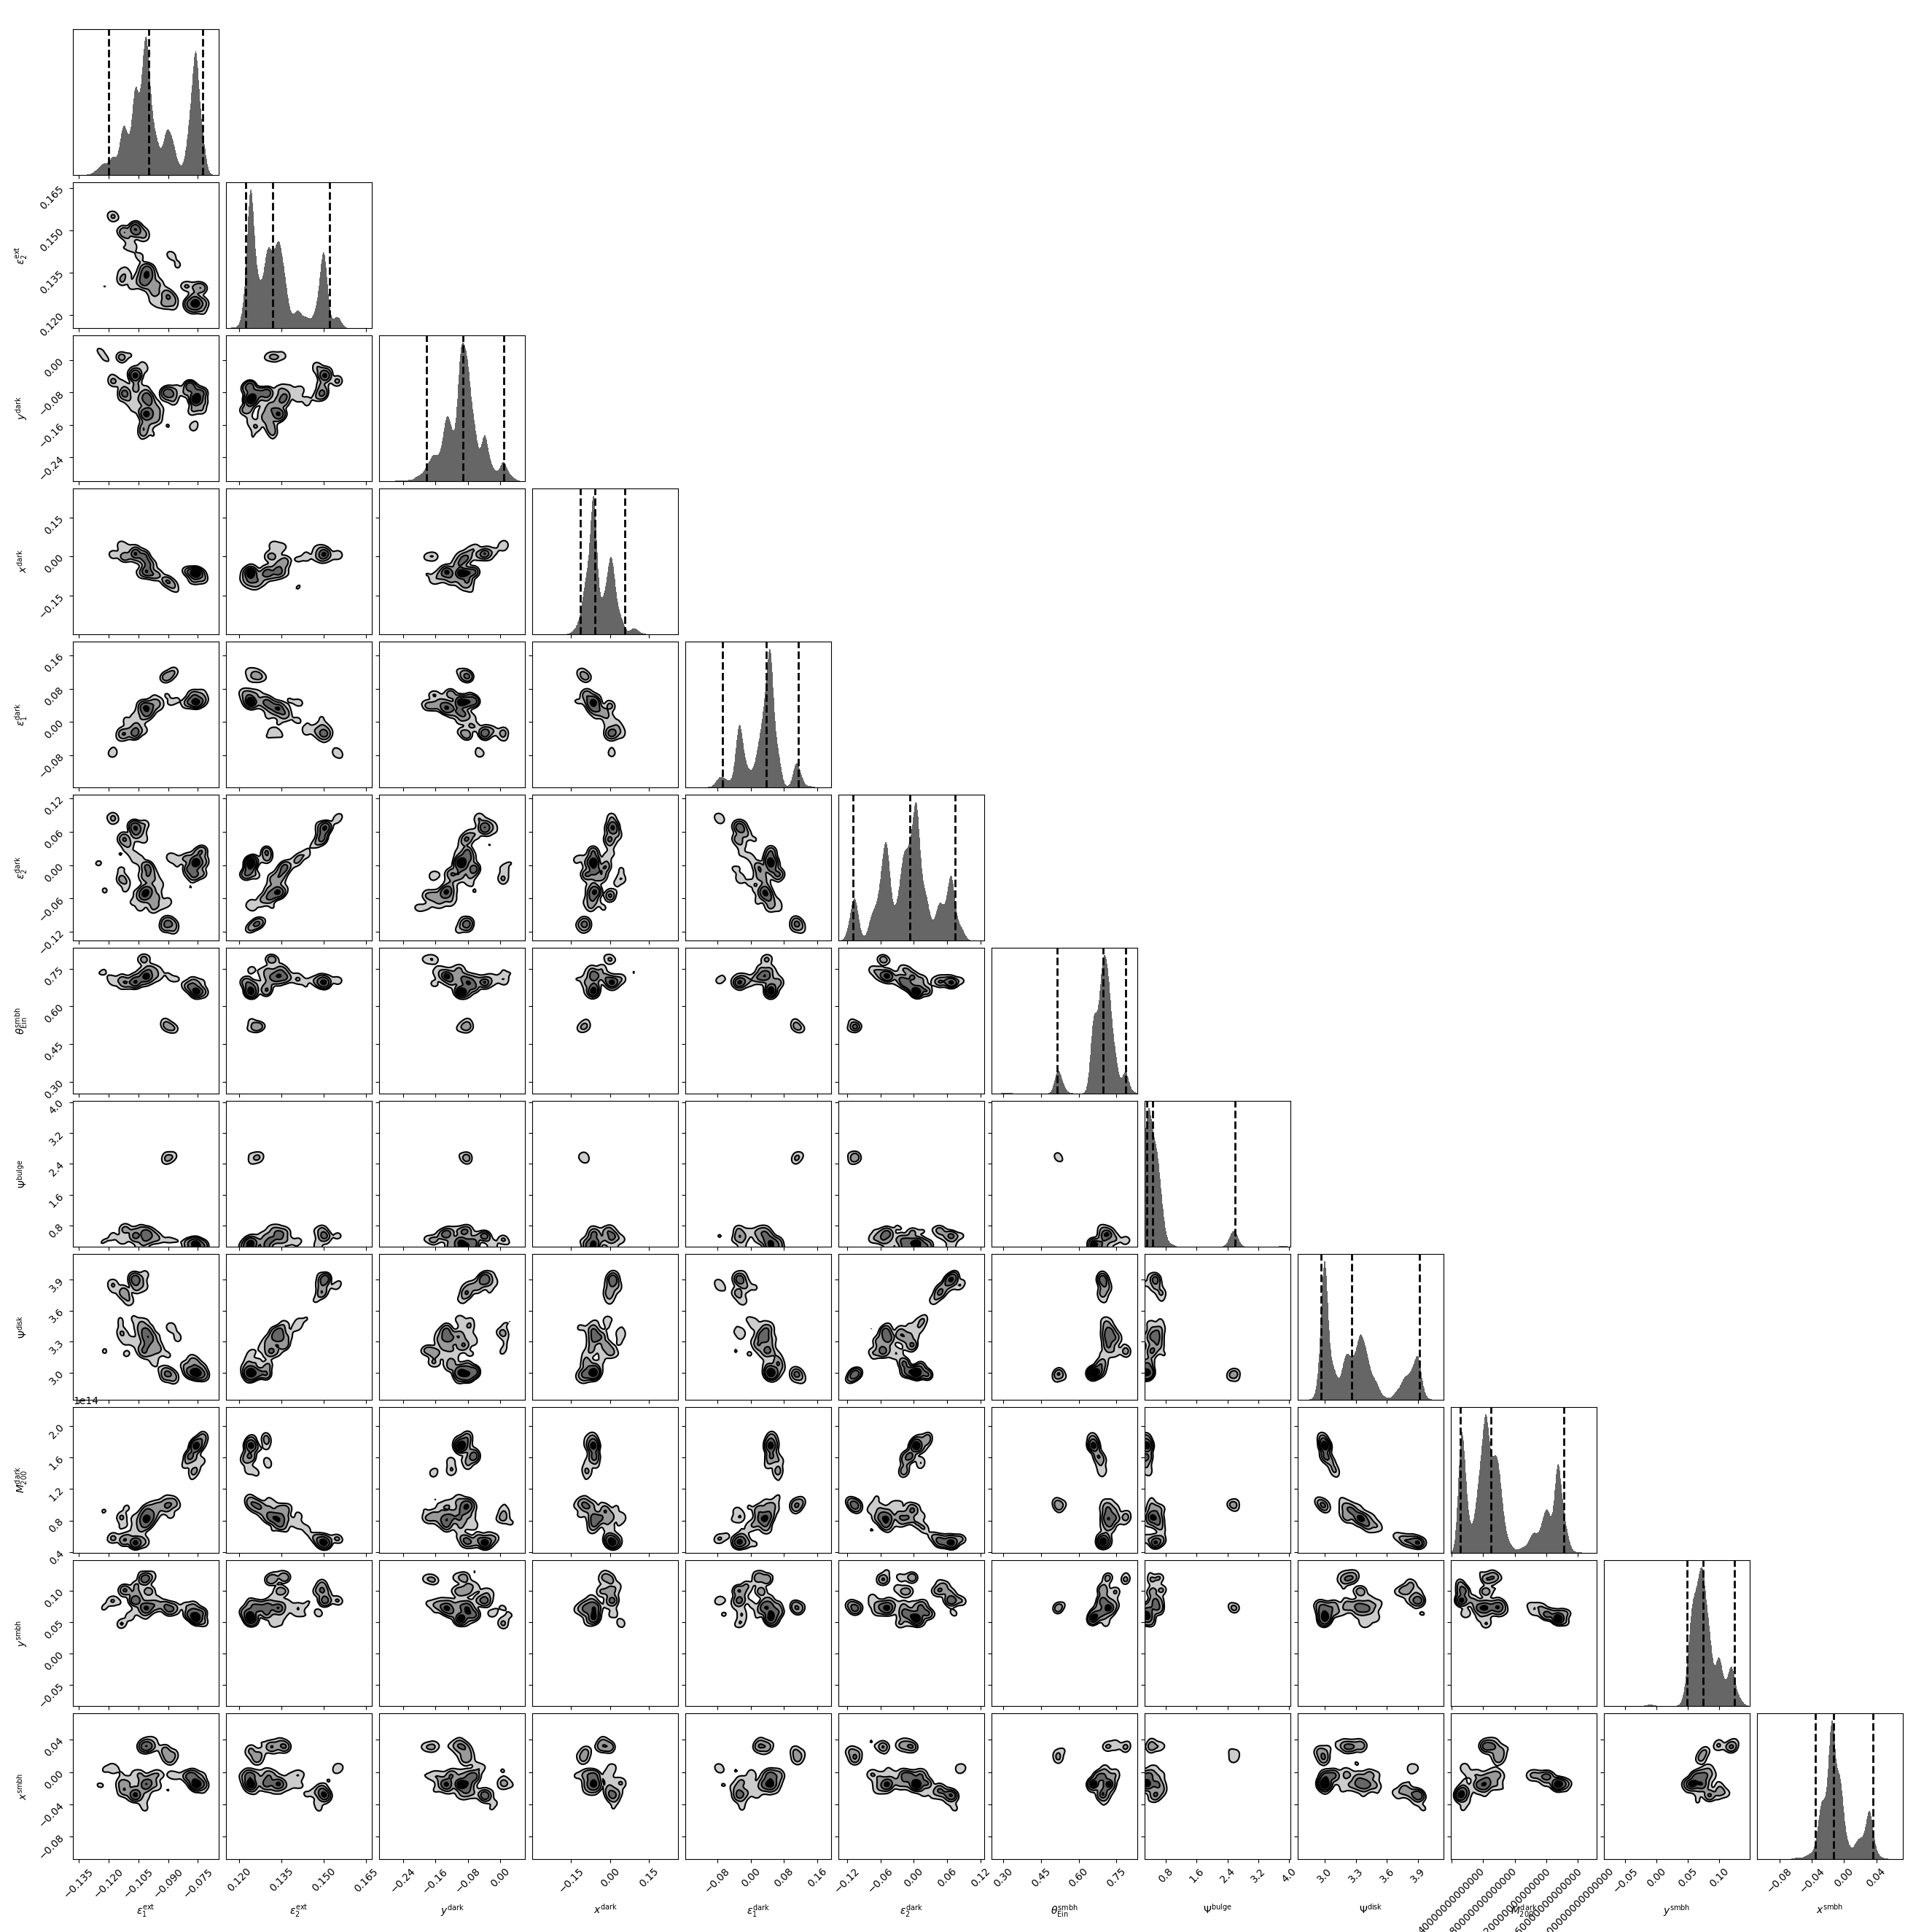 0.165
0.150
0.135
0.120
ε₂^ext
0.00
−0.08
−0.16
−0.24
y^dark
0.15
0.00
−0.15
x^dark
0.16
0.08
0.00
−0.08
ε₁^dark
0.12
0.06
0.00
−0.06
−0.12
ε₂^dark
0.75
0.60
0.45
0.30
θ_Ein^smbh
4.0
3.2
2.4
1.6
0.8
Ψ^bulge
3.9
3.6
3.3
3.0
Ψ^disk
1e14
2.0
1.6
1.2
0.8
0.4
M_200^dark
0.10
0.05
0.00
−0.05
y^smbh
0.04
0.00
−0.04
−0.08
x^smbh
−0.135 −0.120 −0.105 −0.090 −0.075
0.120 0.135 0.150 0.165
−0.24 −0.16 −0.08 0.00
−0.15 0.00 0.15
−0.08 0.00 0.08 0.16
−0.12 −0.06 0.00 0.06 0.12
0.30 0.45 0.60 0.75
0.8 1.6 2.4 3.2 4.0
3.0 3.3 3.6 3.9
−0.05 0.00 0.05 0.10
−0.08 −0.04 0.00 0.04
ε₁^ext ε₂^ext y^dark x^dark ε₁^dark ε₂^dark θ_Ein^smbh Ψ^bulge Ψ^disk M_200^dark y^smbh x^smbh